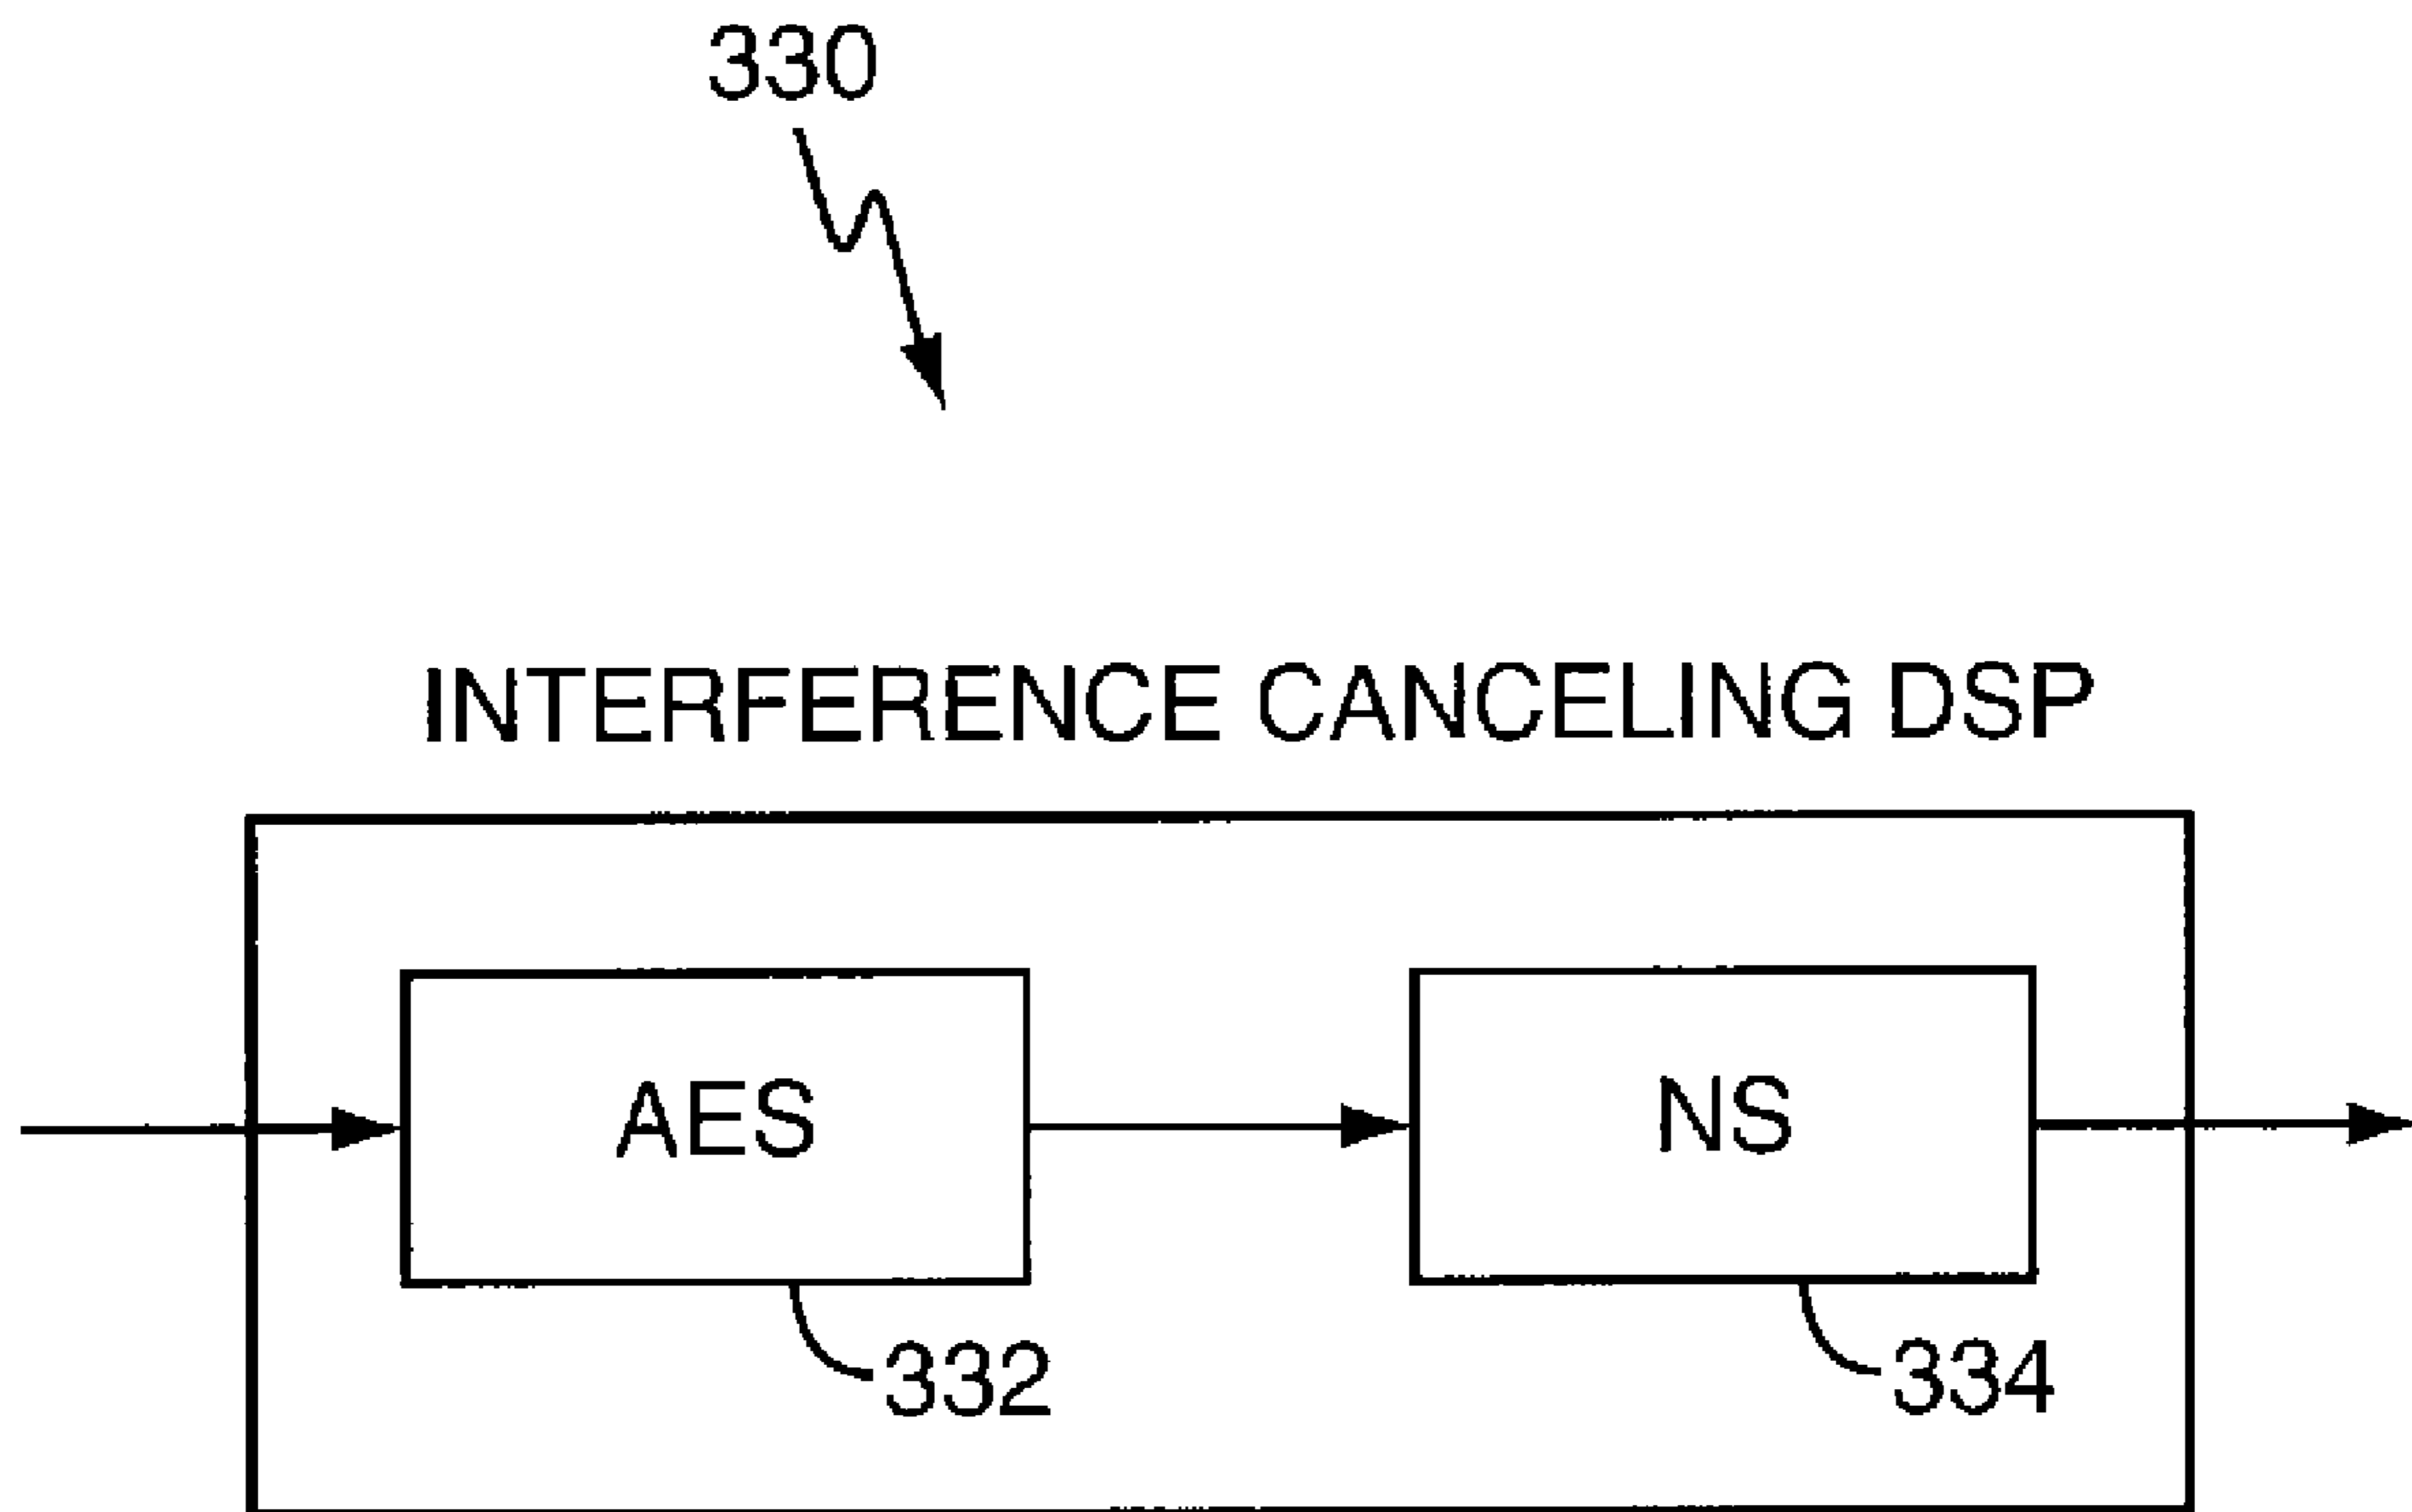 330
INTERFERENCE CANCELING DSP
AES
NS
332
334